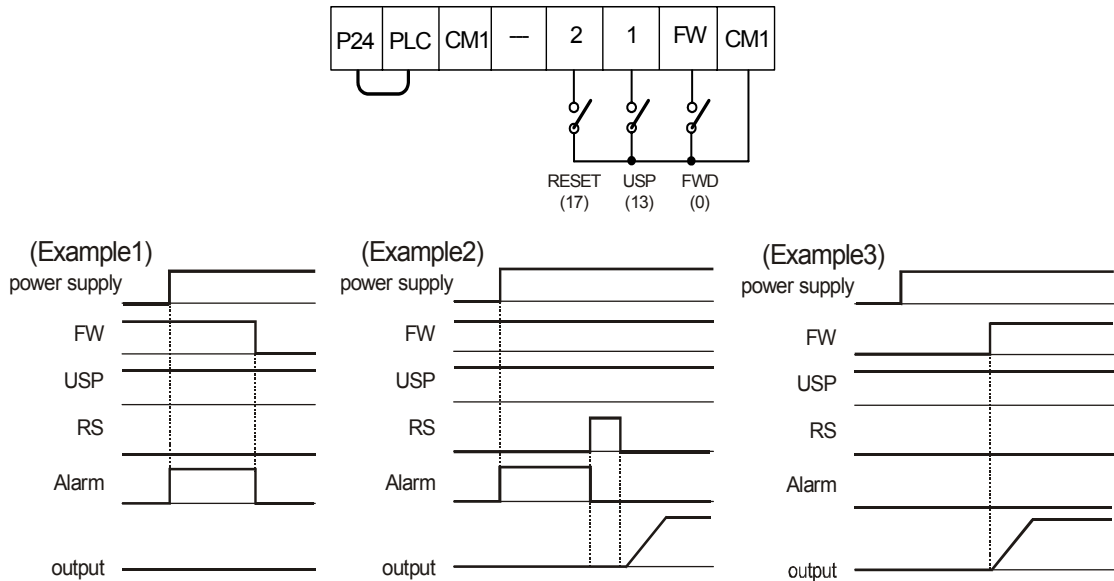 P24 PLC CM1 — 2 1 FW CM1
RESET USP FWD
(17) (13) (0)
(Example1)
power supply
FW
USP
RS
Alarm
output
(Example2)
power supply
FW
USP
RS
Alarm
output
(Example3)
power supply
FW
USP
RS
Alarm
output